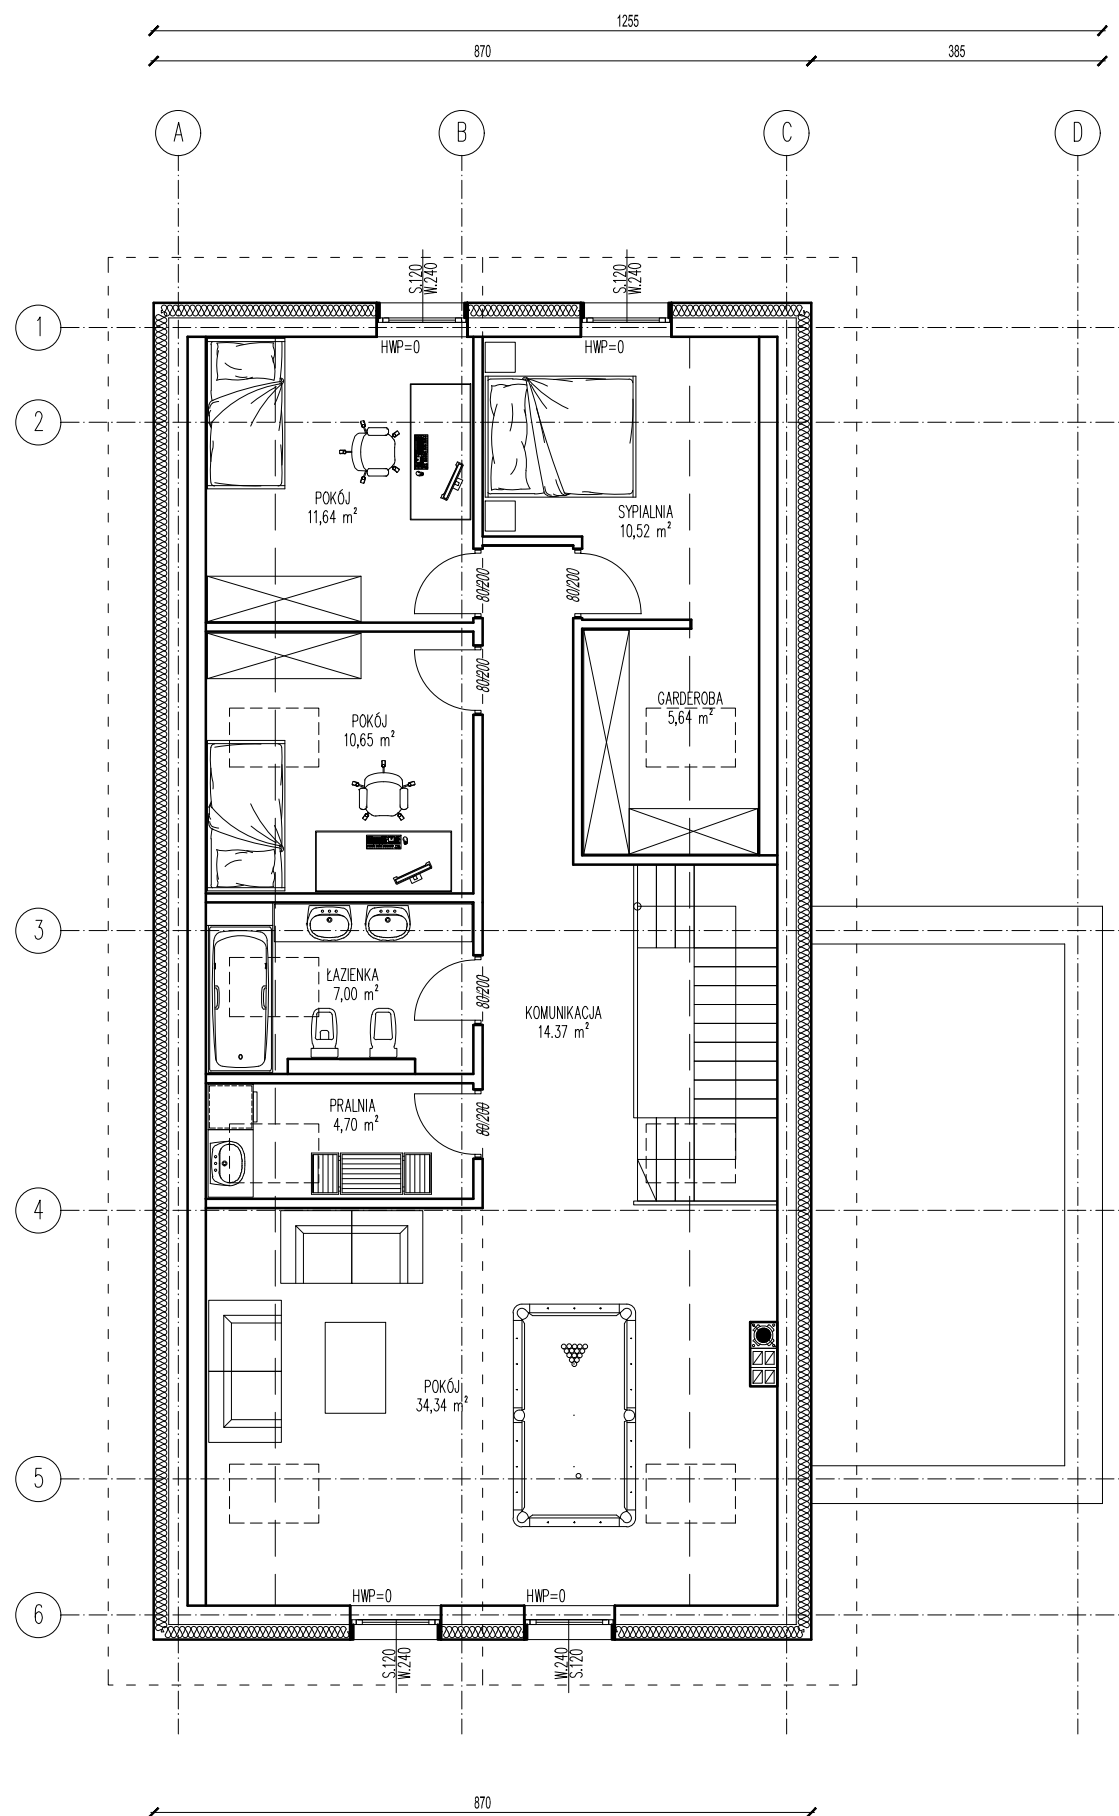 1255
870
385
A
B
C
D
S.120
W.240
S.120
W.240
1
HWP=0
HWP=0
2
POKÓJ
11,64 m²
SYPIALNIA
10,52 m²
80/200
80/200
80/200
GARDEROBA
5,64 m²
POKÓJ
10,65 m²
3
ŁAZIENKA
7,00 m²
80/200
KOMUNIKACJA
14.37 m²
PRALNIA
4,70 m²
80/200
4
POKÓJ
34,34 m²
5
HWP=0
HWP=0
6
S.120
W.240
W.240
S.120
870